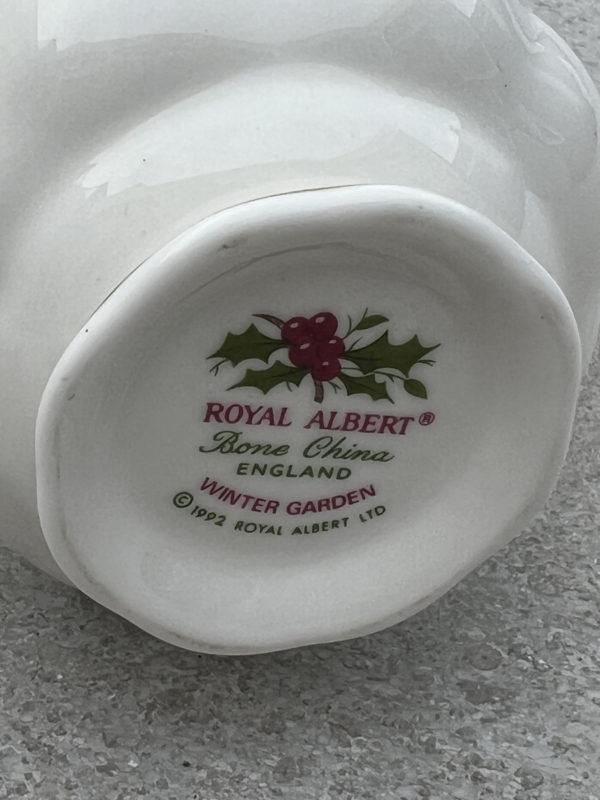 ROYAL ALBERT®
Bone China
ENGLAND
WINTER GARDEN
© 1992 ROYAL ALBERT LTD